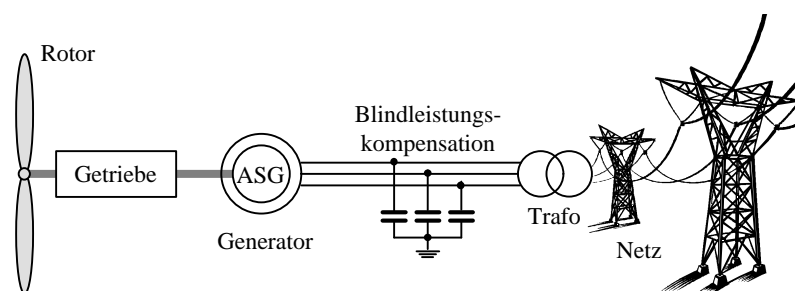 Rotor
Getriebe
ASG
Generator
Blindleistungs-
kompensation
Trafo
Netz